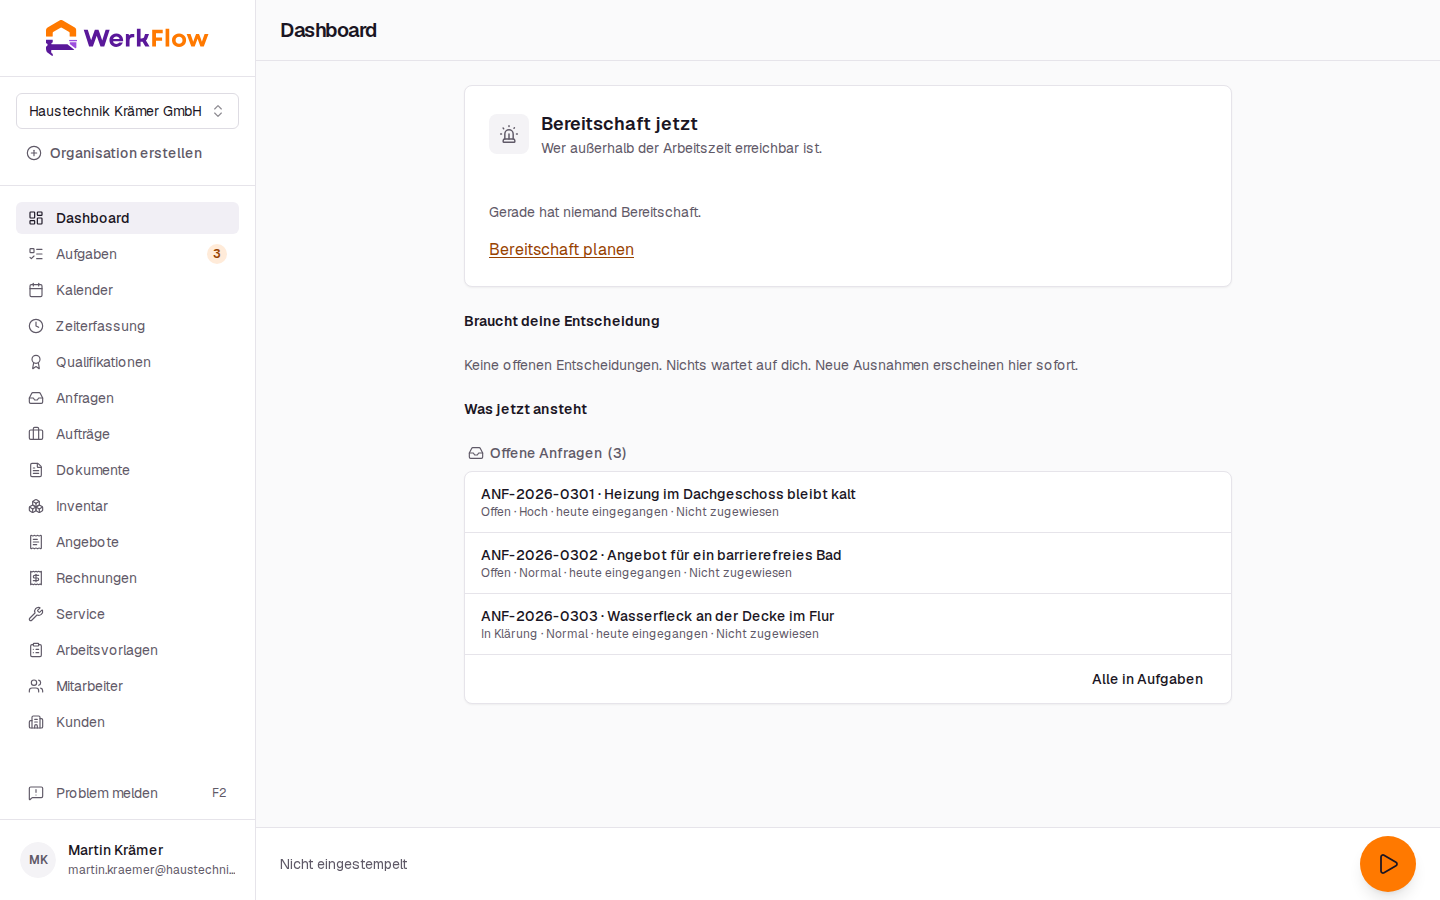 WerkFlow
Haustechnik Krämer GmbH
Organisation erstellen
Dashboard
Aufgaben 3
Kalender
Zeiterfassung
Qualifikationen
Anfragen
Aufträge
Dokumente
Inventar
Angebote
Rechnungen
Service
Arbeitsvorlagen
Mitarbeiter
Kunden
Problem melden F2
MK
Martin Krämer
martin.kraemer@haustechni...
Dashboard
Bereitschaft jetzt
Wer außerhalb der Arbeitszeit erreichbar ist.
Gerade hat niemand Bereitschaft.
Bereitschaft planen
Braucht deine Entscheidung
Keine offenen Entscheidungen. Nichts wartet auf dich. Neue Ausnahmen erscheinen hier sofort.
Was jetzt ansteht
Offene Anfragen (3)
ANF-2026-0301 · Heizung im Dachgeschoss bleibt kalt
Offen · Hoch · heute eingegangen · Nicht zugewiesen
ANF-2026-0302 · Angebot für ein barrierefreies Bad
Offen · Normal · heute eingegangen · Nicht zugewiesen
ANF-2026-0303 · Wasserfleck an der Decke im Flur
In Klärung · Normal · heute eingegangen · Nicht zugewiesen
Alle in Aufgaben
Nicht eingestempelt